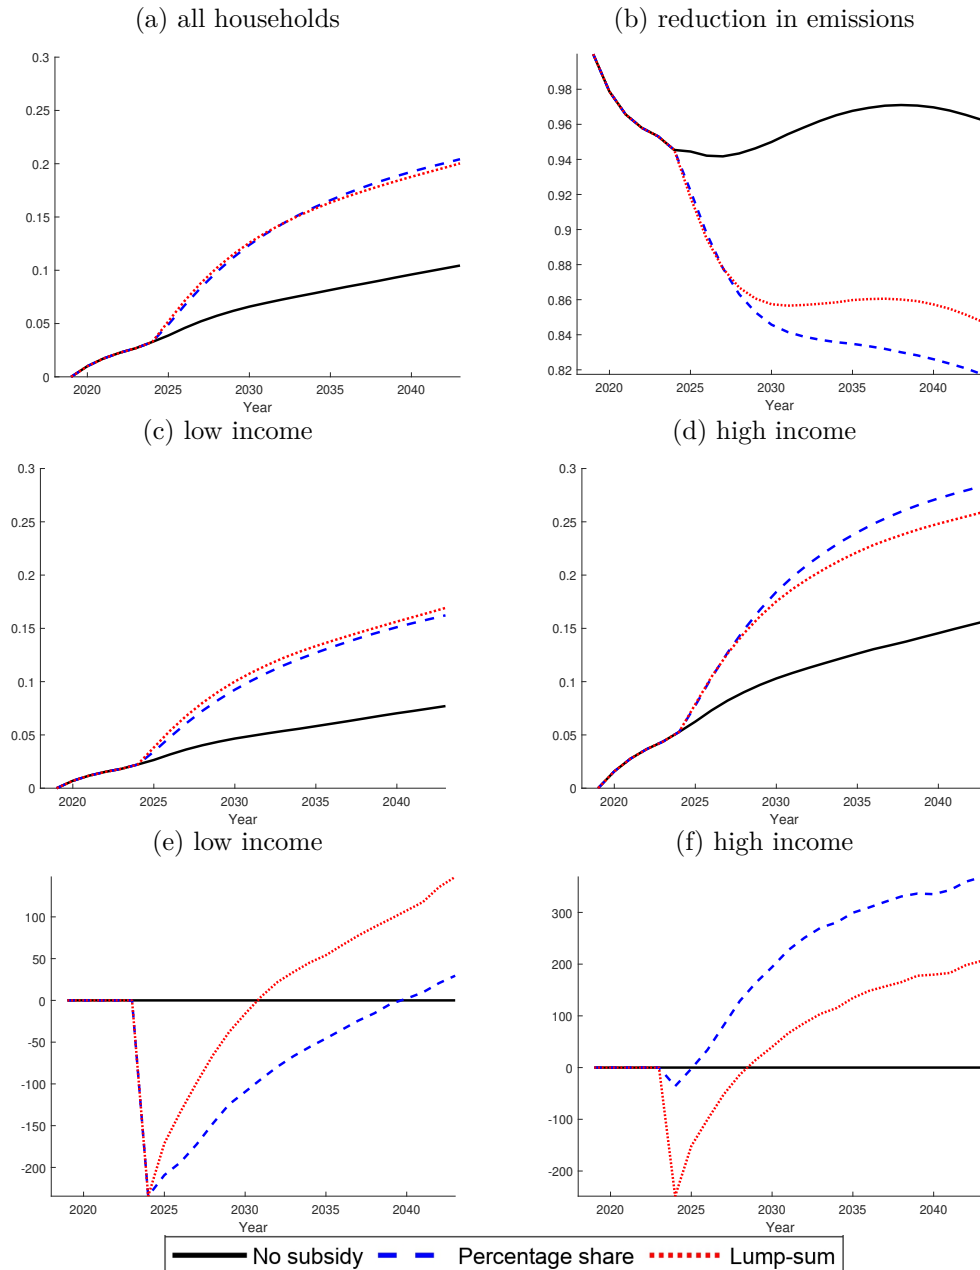 (a) all households
(b) reduction in emissions
0.3
0.25
0.2
0.15
0.1
0.05
0
2020 2025 2030 2035 2040
Year
0.98
0.96
0.94
0.92
0.9
0.88
0.86
0.84
0.82
2020 2025 2030 2035 2040
Year
(c) low income
(d) high income
0.3
0.25
0.2
0.15
0.1
0.05
0
2020 2025 2030 2035 2040
Year
0.3
0.25
0.2
0.15
0.1
0.05
0
2020 2025 2030 2035 2040
Year
(e) low income
(f) high income
100
50
0
-50
-100
-150
-200
2020 2025 2030 2035 2040
Year
300
200
100
0
-100
-200
2020 2025 2030 2035 2040
Year
No subsidy Percentage share Lump-sum